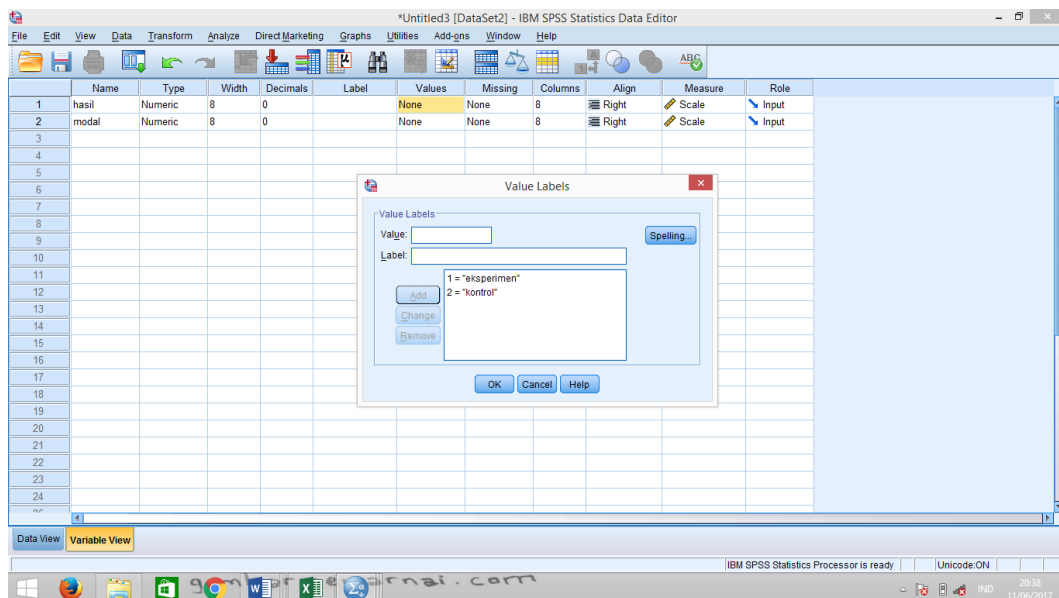 *Untitled3 [DataSet2] - IBM SPSS Statistics Data Editor
File Edit View Data Transform Analyze Direct Marketing Graphs Utilities Add-ons Window Help
Name Type Width Decimals Label Values Missing Columns Align Measure Role
1 hasil Numeric 8 0 None None 8 Right Scale Input
2 modal Numeric 8 0 None None 8 Right Scale Input
3
4
5
6
7
8
9
10
11
12
13
14
15
16
17
18
19
20
21
22
23
24
Value Labels
Value Labels
Value:
Spelling...
Label:
1 = "eksperimen"
Add
2 = "kontrol"
Change
Remove
OK Cancel Help
Data View Variable View
IBM SPSS Statistics Processor is ready Unicode:ON
IND
20:38
11/06/2017